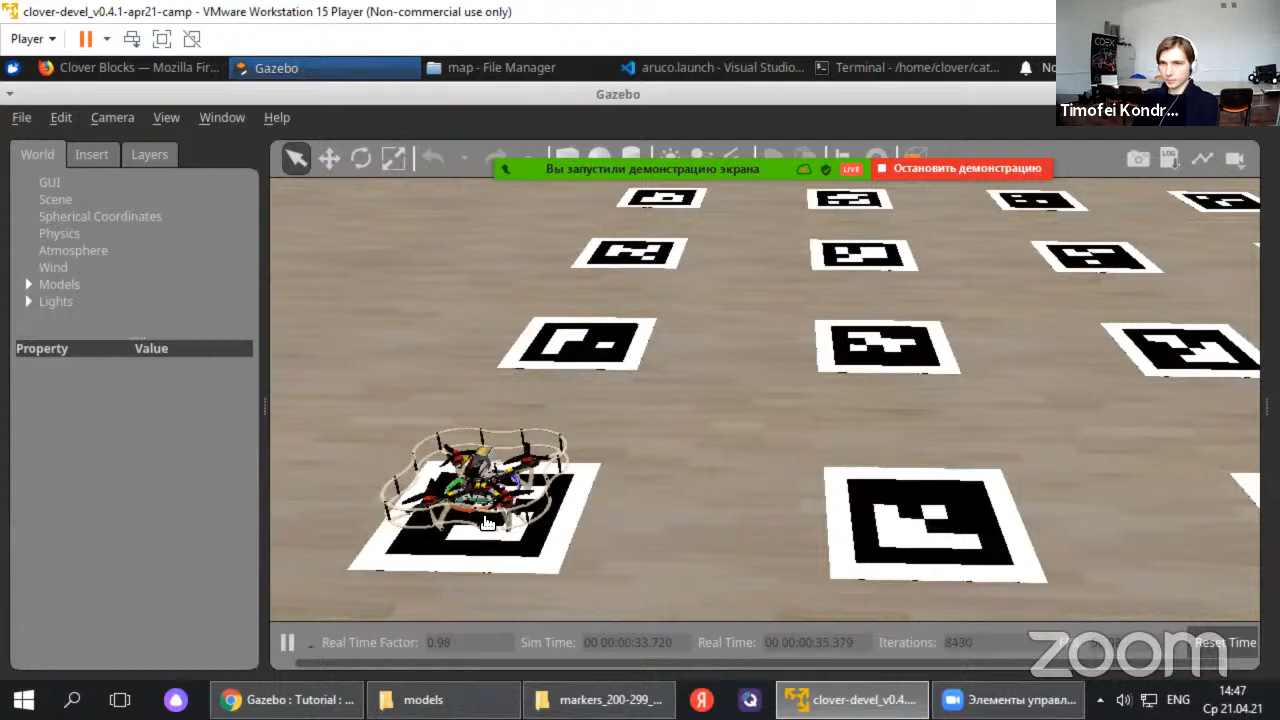 clover-devel_v0.4.1-apr21-camp - VMware Workstation 15 Player (Non-commercial use only)
Player
COEX
Timofei Kondr...
Clover Blocks — Mozilla Fir...
Gazebo
map - File Manager
aruco.launch - Visual Studio...
Terminal - /home/clover/cat...
Gazebo
File Edit Camera View Window Help
World Insert Layers
LOG
Вы запустили демонстрацию экрана
LIVE
Остановить демонстрацию
GUI
Scene
Spherical Coordinates
Physics
Atmosphere
Wind
Models
Lights
Property Value
Real Time Factor: 0.98 Sim Time: 00 00:00:33.720 Real Time: 00 00:00:35.379 Iterations: 8430 Reset Time
zoom
Gazebo : Tutorial : ...
models
markers_200-299_...
Я
clover-devel_v0.4....
Элементы управл...
ENG
14:47
Ср 21.04.21